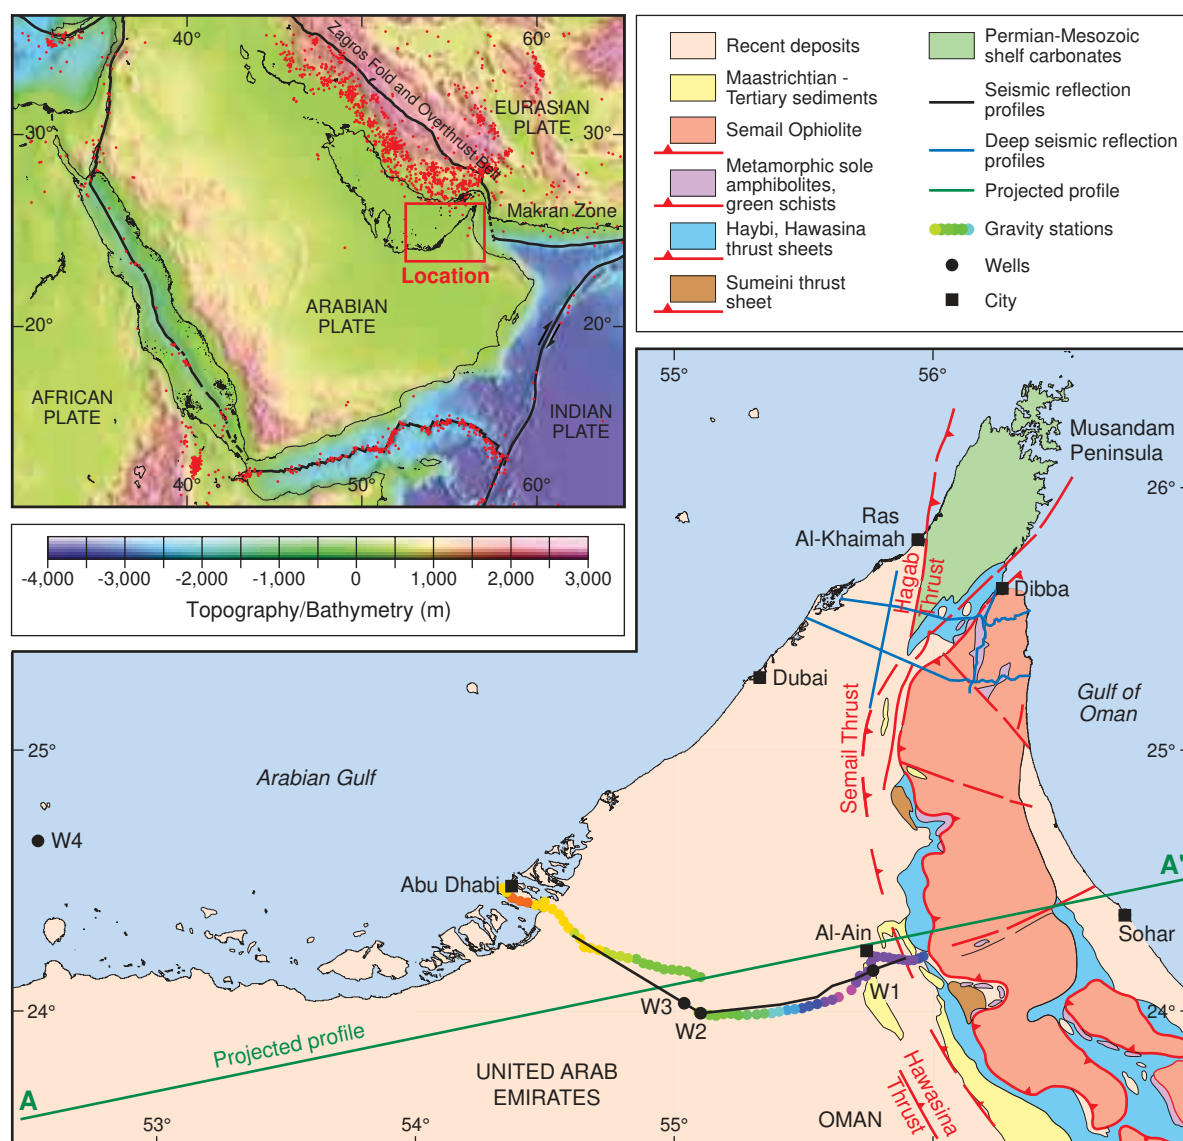 40°
60°
Zagros Fold and Overthrust Belt
EURASIAN
PLATE
30°
30°
Makran Zone
Location
ARABIAN
PLATE
20°
20°
AFRICAN
PLATE
INDIAN
PLATE
40°
50°
60°
-4,000
-3,000
-2,000
-1,000
0
1,000
2,000
3,000
Topography/Bathymetry (m)
Recent deposits
Maastrichtian -
Tertiary sediments
Semail Ophiolite
Metamorphic sole
amphibolites,
green schists
Haybi, Hawasina
thrust sheets
Sumeini thrust
sheet
Permian-Mesozoic
shelf carbonates
Seismic reflection
profiles
Deep seismic reflection
profiles
Projected profile
Gravity stations
Wells
City
55°
56°
Musandam
Peninsula
26°
Ras
Al-Khaimah
Hagab
Thrust
Dibba
Dubai
Gulf of
Oman
Semail Thrust
25°
25°
Arabian Gulf
W4
Abu Dhabi
A'
Al-Ain
Sohar
W1
W3
W2
24°
24°
Projected profile
A
UNITED ARAB
EMIRATES
Hawasina
Thrust
OMAN
53°
54°
55°
56°